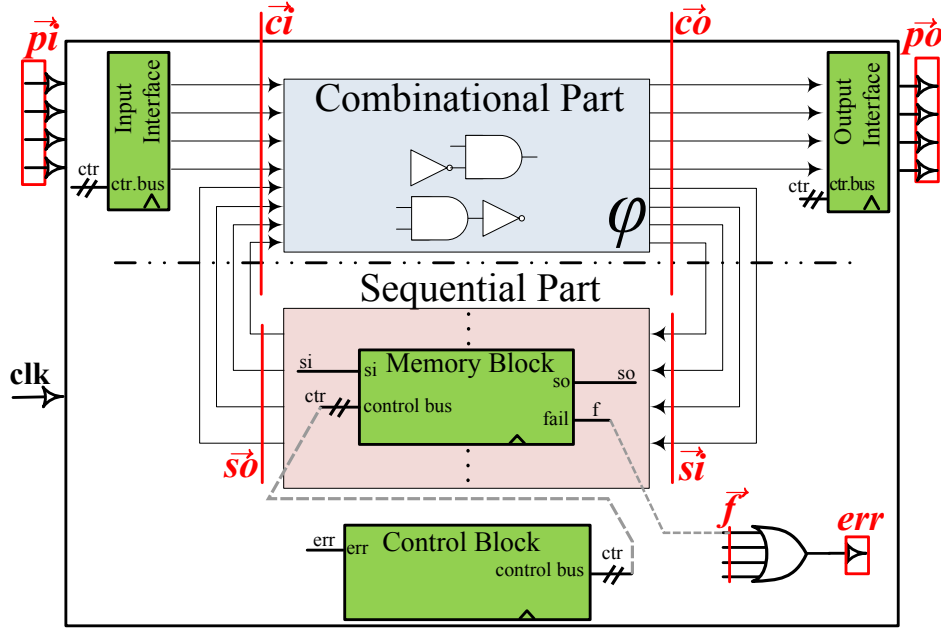 ci
co
pi
po
Input
Interface
ctr
ctr.bus
Combinational Part
φ
Output
Interface
ctr
ctr.bus
Sequential Part
clk
Memory Block
si
si
so
so
ctr
control bus
fail
f
so
si
f
err
Control Block
err
err
control bus
ctr